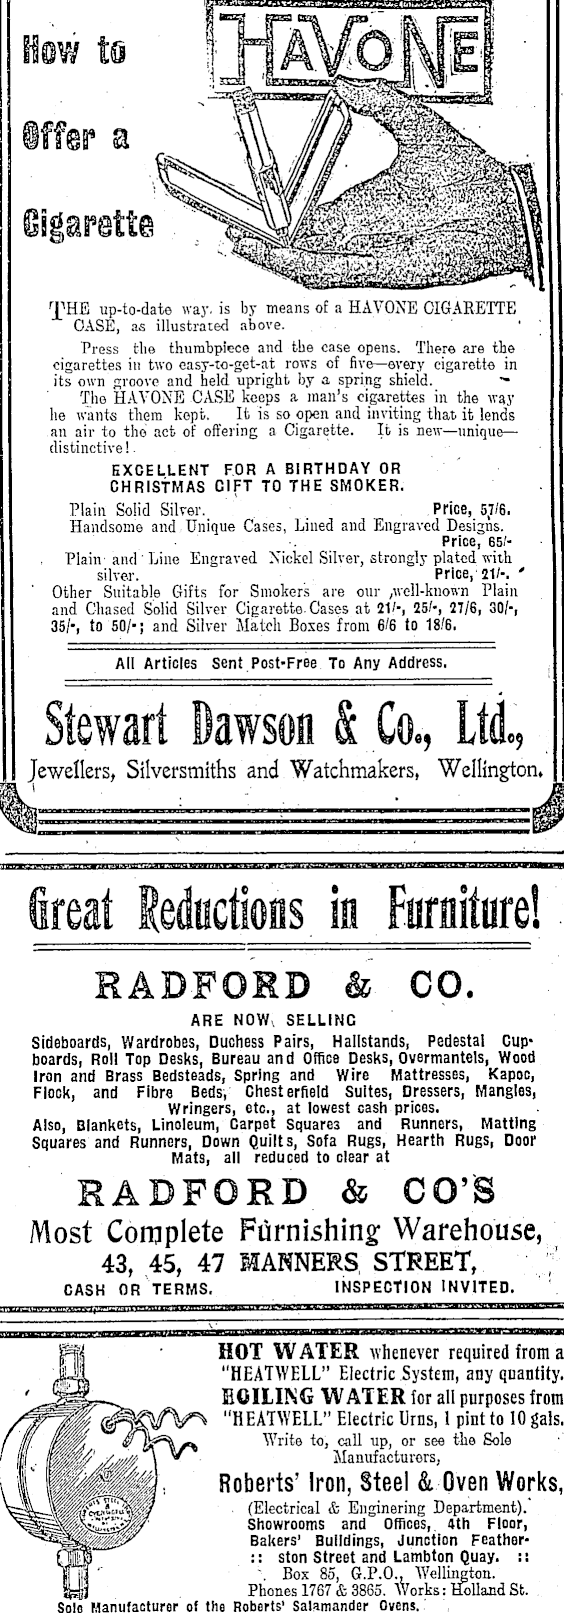 HAVONE
How to
Offer a
Cigarette
THE up-to-date way is by means of a HAVONE CIGARETTE
CASE, as illustrated above.
Press the thumbpiece and the case opens. There are the
cigarettes in two easy-to-get-at rows of five—every cigarette in
its own groove and held upright by a spring shield.
The HAVONE CASE keeps a man's cigarettes in the way
he wants them kept. It is so open and inviting that it lends
an air to the act of offering a Cigarette. It is new—unique—
distinctive!
EXCELLENT FOR A BIRTHDAY OR
CHRISTMAS GIFT TO THE SMOKER.
Plain Solid Silver. Price, 57/6.
Handsome and Unique Cases, Lined and Engraved Designs.
Price, 65/-
Plain and Line Engraved Nickel Silver, strongly plated with
silver. Price, 21/-.
Other Suitable Gifts for Smokers are our well-known Plain
and Chased Solid Silver Cigarette Cases at 21/-, 25/-, 27/6, 30/-,
35/-, to 50/-; and Silver Match Boxes from 6/6 to 18/6.
All Articles Sent Post-Free To Any Address.
Stewart Dawson & Co., Ltd.,
Jewellers, Silversmiths and Watchmakers, Wellington.
Great Reductions in Furniture!
RADFORD & CO.
ARE NOW SELLING
Sideboards, Wardrobes, Duchess Pairs, Hallstands, Pedestal Cup-
boards, Roll Top Desks, Bureau and Office Desks, Overmantels, Wood
Iron and Brass Bedsteads, Spring and Wire Mattresses, Kapoc,
Flock, and Fibre Beds, Chesterfield Suites, Dressers, Mangles,
Wringers, etc., at lowest cash prices.
Also, Blankets, Linoleum, Carpet Squares and Runners, Matting
Squares and Runners, Down Quilts, Sofa Rugs, Hearth Rugs, Door
Mats, all reduced to clear at
RADFORD & CO'S
Most Complete Furnishing Warehouse,
43, 45, 47 MANNERS STREET,
CASH OR TERMS. INSPECTION INVITED.
HOT WATER whenever required from a
"HEATWELL" Electric System, any quantity.
BOILING WATER for all purposes from
"HEATWELL" Electric Urns, 1 pint to 10 gals.
Write to, call up, or see the Sole
Manufacturers,
Roberts' Iron, Steel & Oven Works,
(Electrical & Enginering Department).
Showrooms and Offices, 4th Floor,
Bakers' Buildings, Junction Feather-
:: ston Street and Lambton Quay. ::
Box 85, G.P.O., Wellington.
Phones 1767 & 3865. Works: Holland St.
Sole Manufacturer of the Roberts' Salamander Ovens.